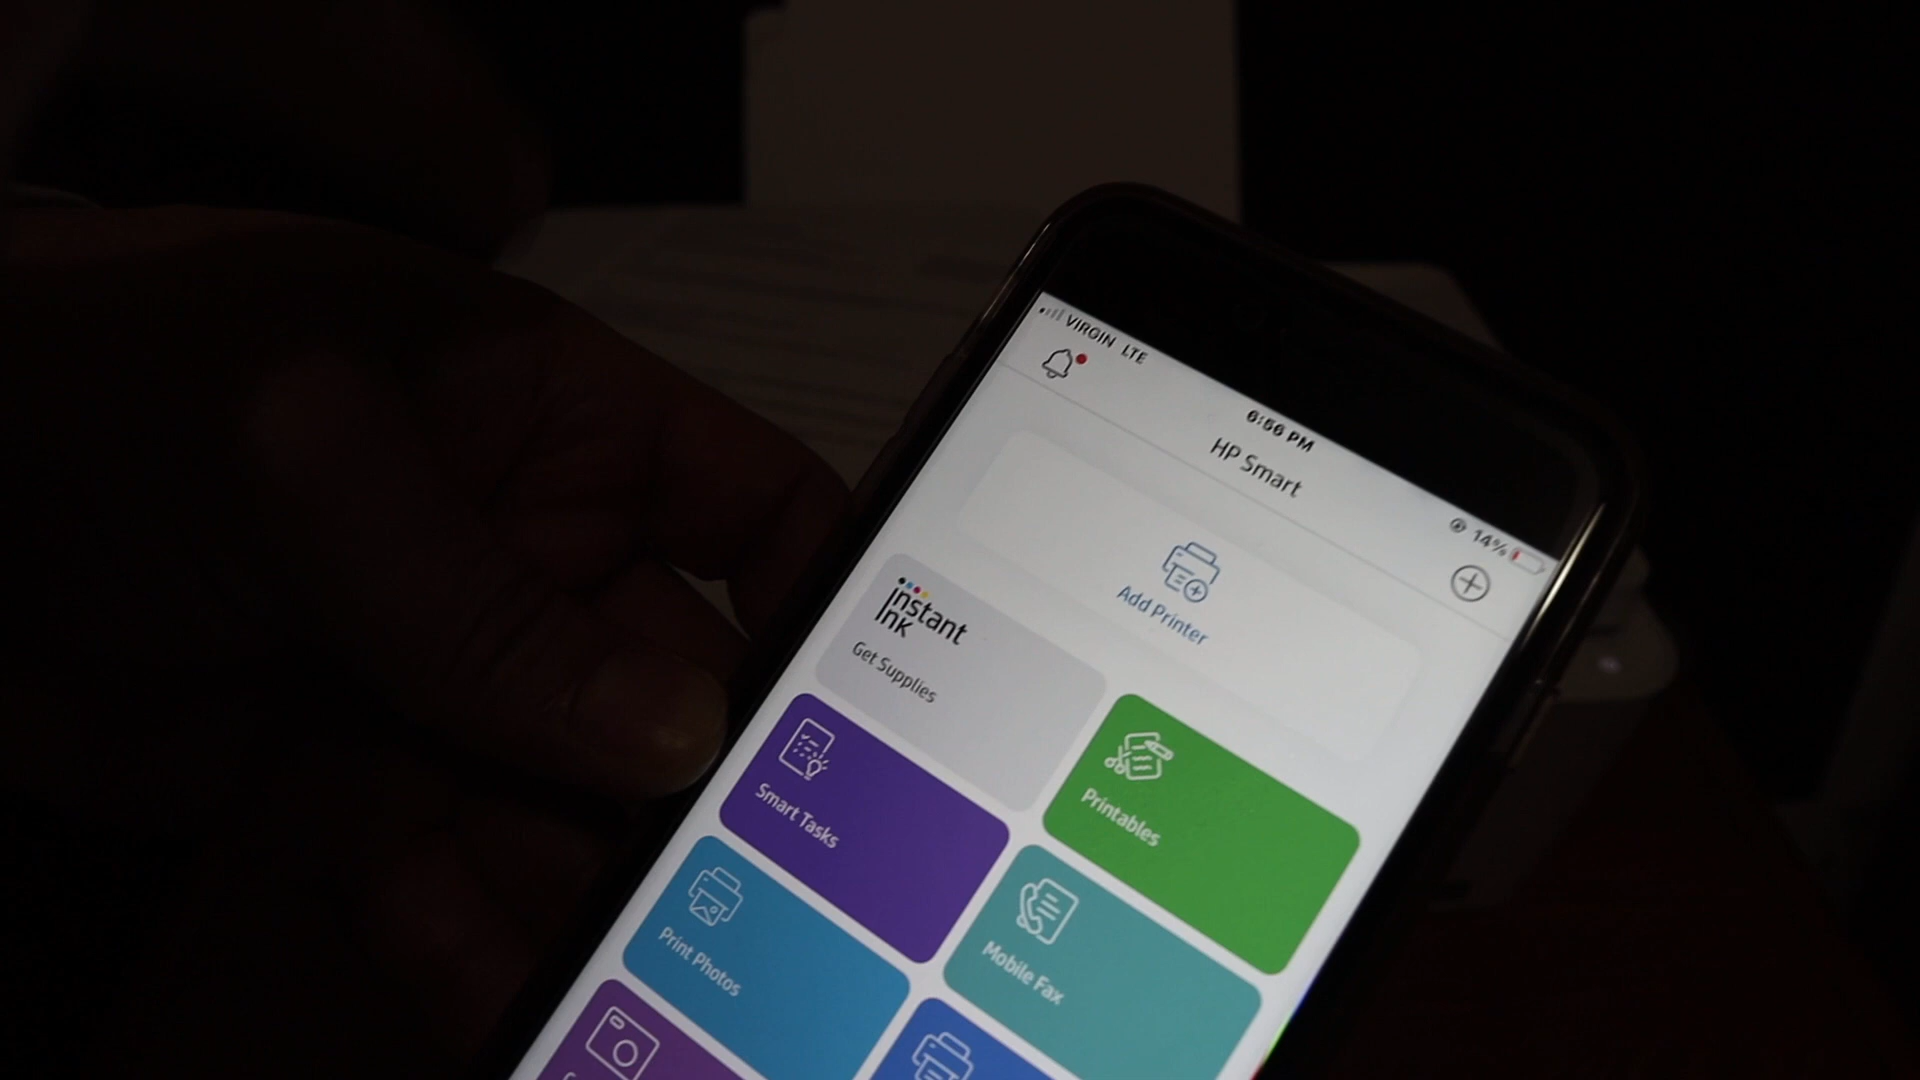 VIRGIN LTE
6:56 PM
14%
HP Smart
Add Printer
instant
ink
Get Supplies
Printables
Smart Tasks
Mobile Fax
Print Photos